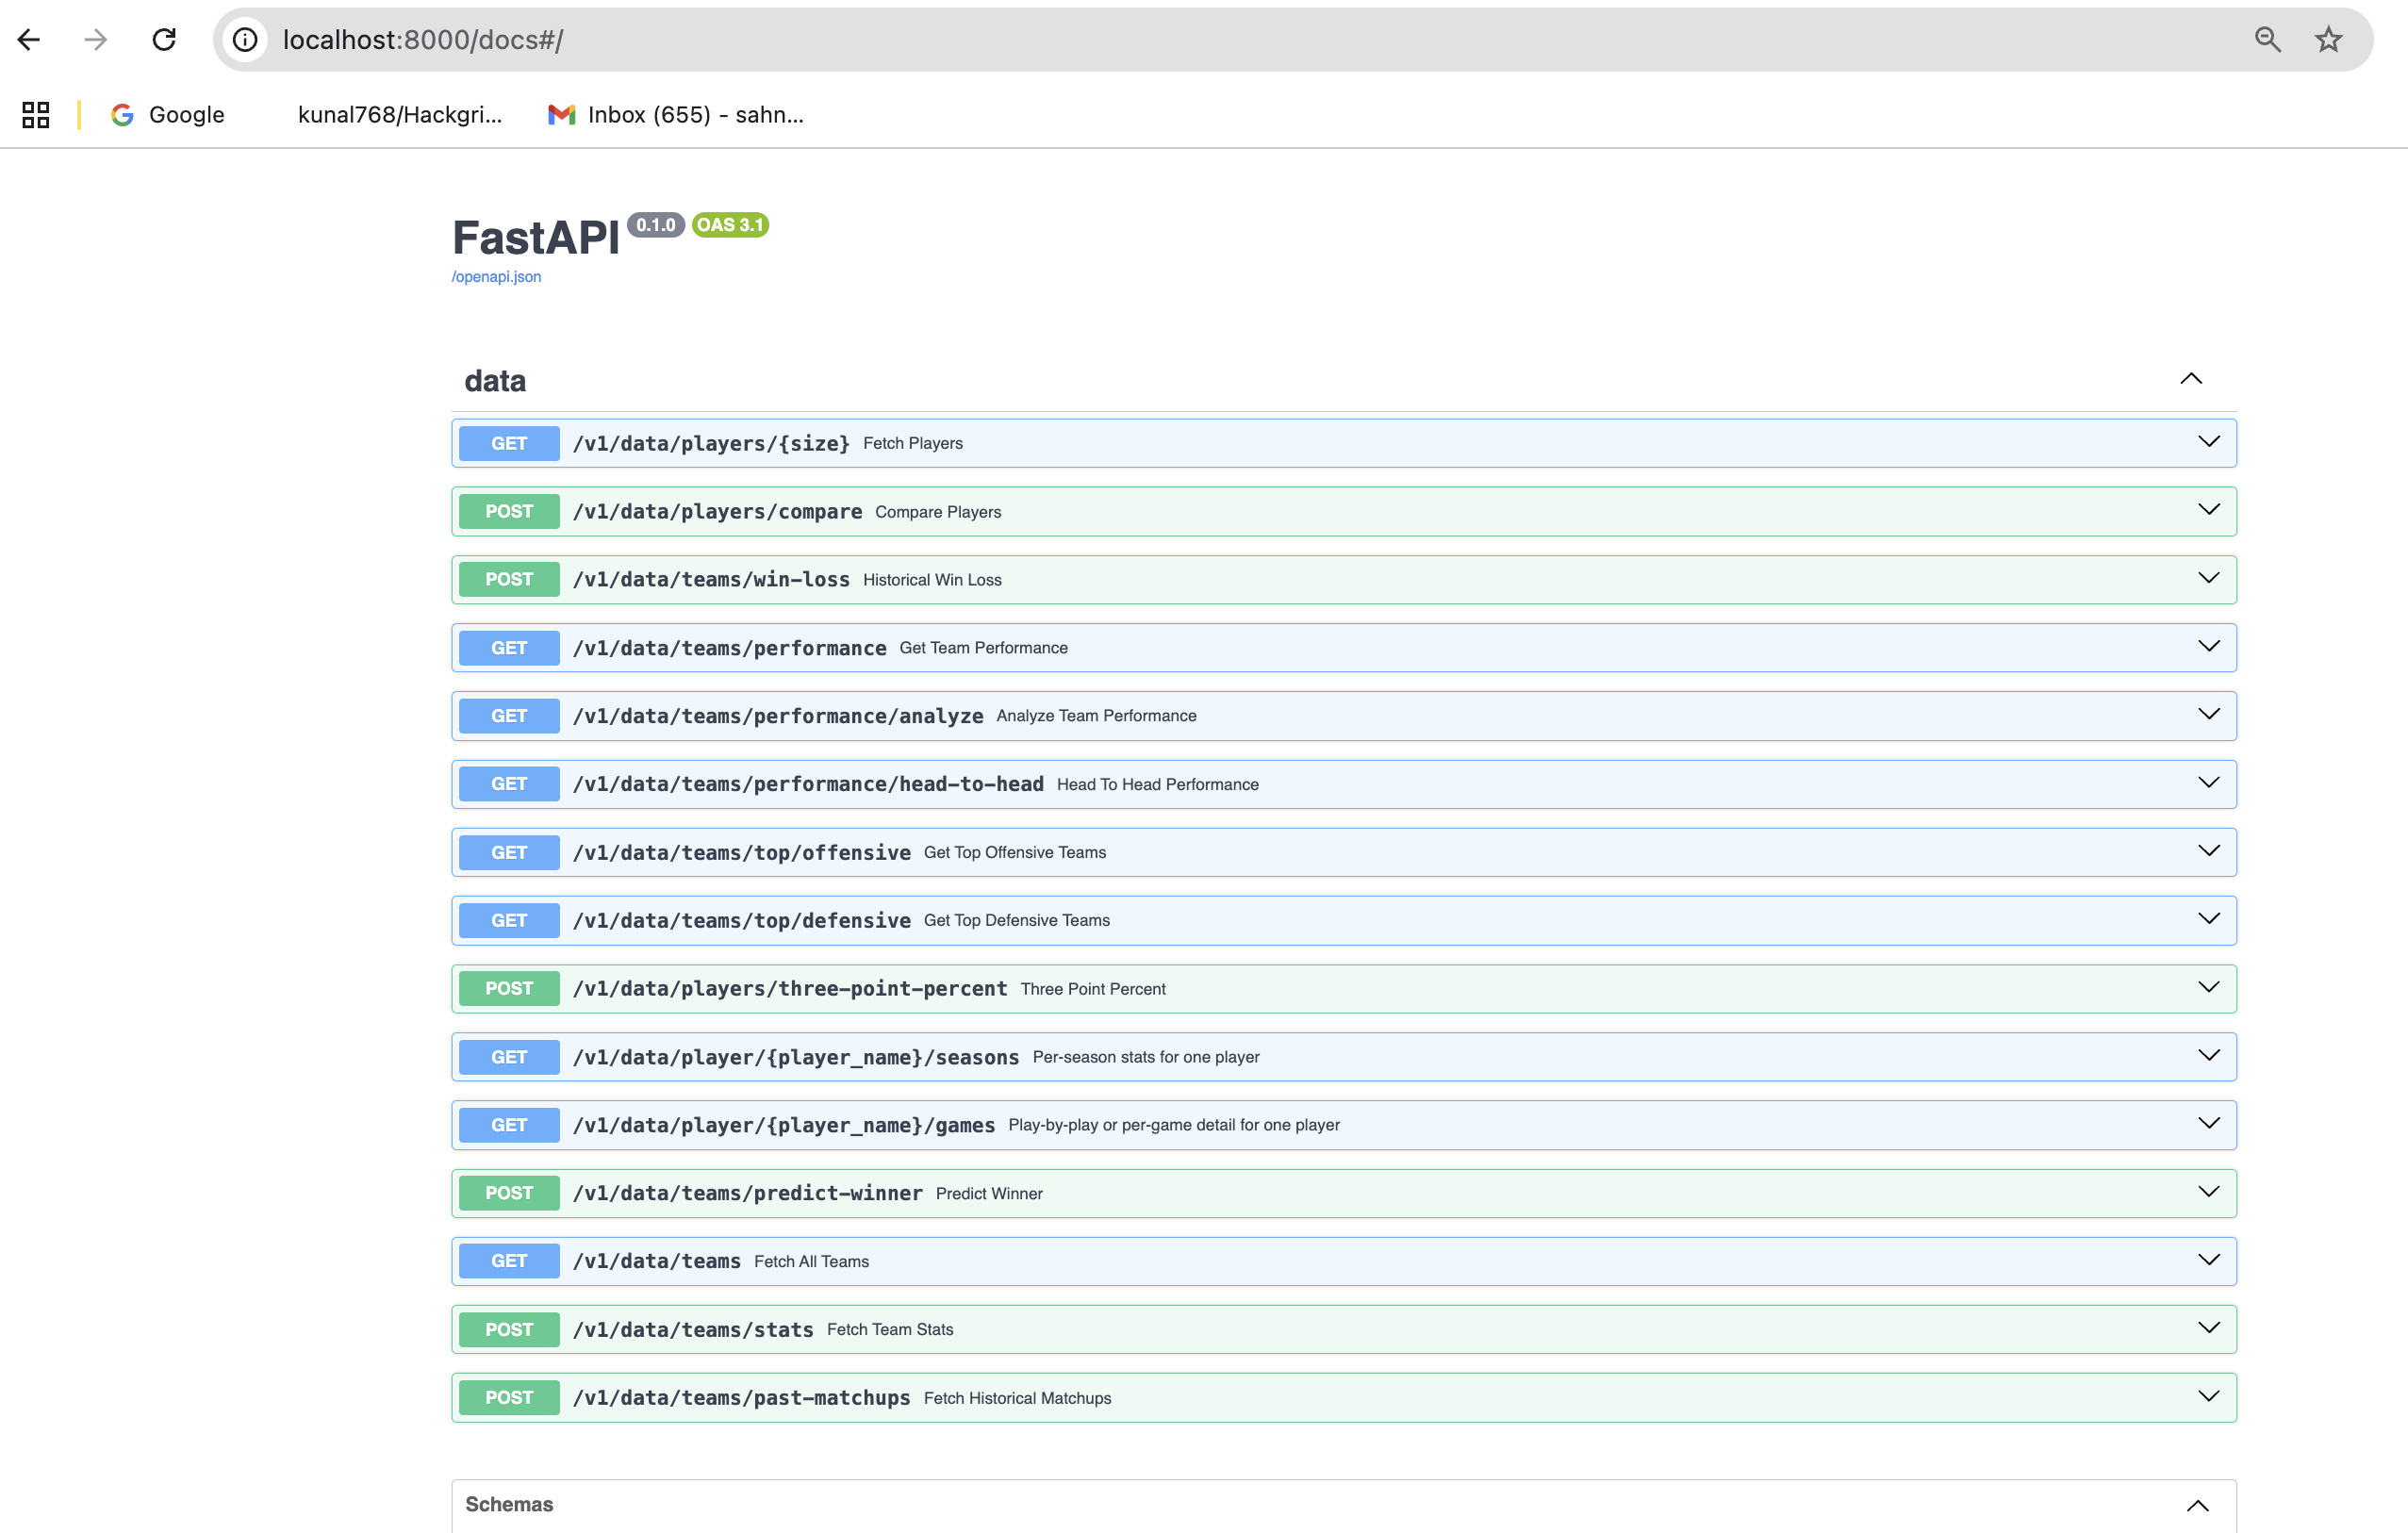 localhost:8000/docs#/
Google kunal768/Hackgri... Inbox (655) - sahn...
FastAPI 0.1.0 OAS 3.1
/openapi.json
data
GET /v1/data/players/{size} Fetch Players
POST /v1/data/players/compare Compare Players
POST /v1/data/teams/win-loss Historical Win Loss
GET /v1/data/teams/performance Get Team Performance
GET /v1/data/teams/performance/analyze Analyze Team Performance
GET /v1/data/teams/performance/head-to-head Head To Head Performance
GET /v1/data/teams/top/offensive Get Top Offensive Teams
GET /v1/data/teams/top/defensive Get Top Defensive Teams
POST /v1/data/players/three-point-percent Three Point Percent
GET /v1/data/player/{player_name}/seasons Per-season stats for one player
GET /v1/data/player/{player_name}/games Play-by-play or per-game detail for one player
POST /v1/data/teams/predict-winner Predict Winner
GET /v1/data/teams Fetch All Teams
POST /v1/data/teams/stats Fetch Team Stats
POST /v1/data/teams/past-matchups Fetch Historical Matchups
Schemas